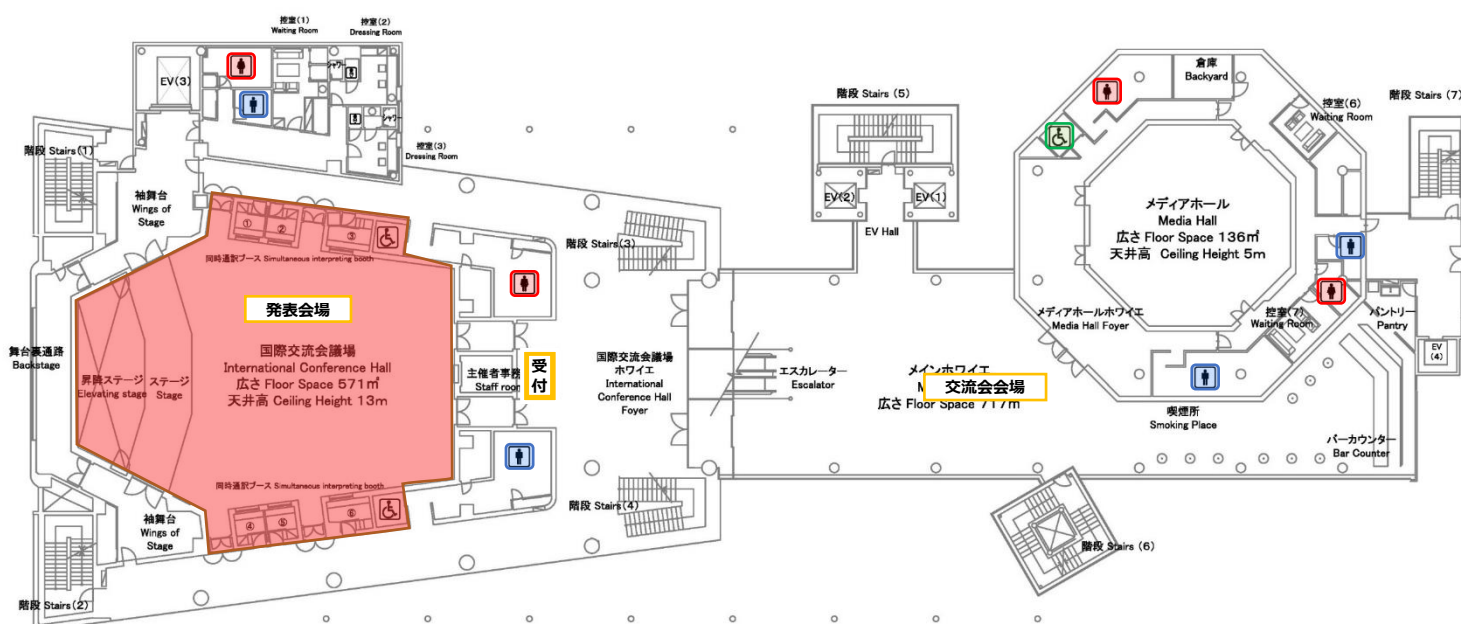 控室(1)
Waiting Room
控室(2)
Dressing Room
EV(3)
シャワー
シャワー
控室(3)
Dressing Room
階段 Stairs(1)
袖舞台
Wings of
Stage
①
②
③
同時通訳ブース Simultaneous interpreting booth
発表会場
国際交流会議場
International Conference Hall
広さ Floor Space 571㎡
天井高 Ceiling Height 13m
舞台裏通路
Backstage
昇降ステージ
Elevating stage
ステージ
Stage
同時通訳ブース Simultaneous interpreting booth
④
⑤
⑥
袖舞台
Wings of
Stage
階段 Stairs(2)
主催者事務
Staff room
受付
階段 Stairs(3)
国際交流会議場
ホワイエ
International
Conference Hall
Foyer
階段 Stairs(4)
エスカレーター
Escalator
階段 Stairs (5)
EV(2)
EV(1)
EV Hall
メインホワイエ
M
広さ Floor Space 717㎡
交流会会場
階段 Stairs (6)
倉庫
Backyard
控室(6)
Waiting Room
階段 Stairs (7)
メディアホール
Media Hall
広さ Floor Space 136㎡
天井高 Ceiling Height 5m
メディアホールホワイエ
Media Hall Foyer
控室(7)
Waiting Room
パントリー
Pantry
EV
(4)
喫煙所
Smoking Place
バーカウンター
Bar Counter